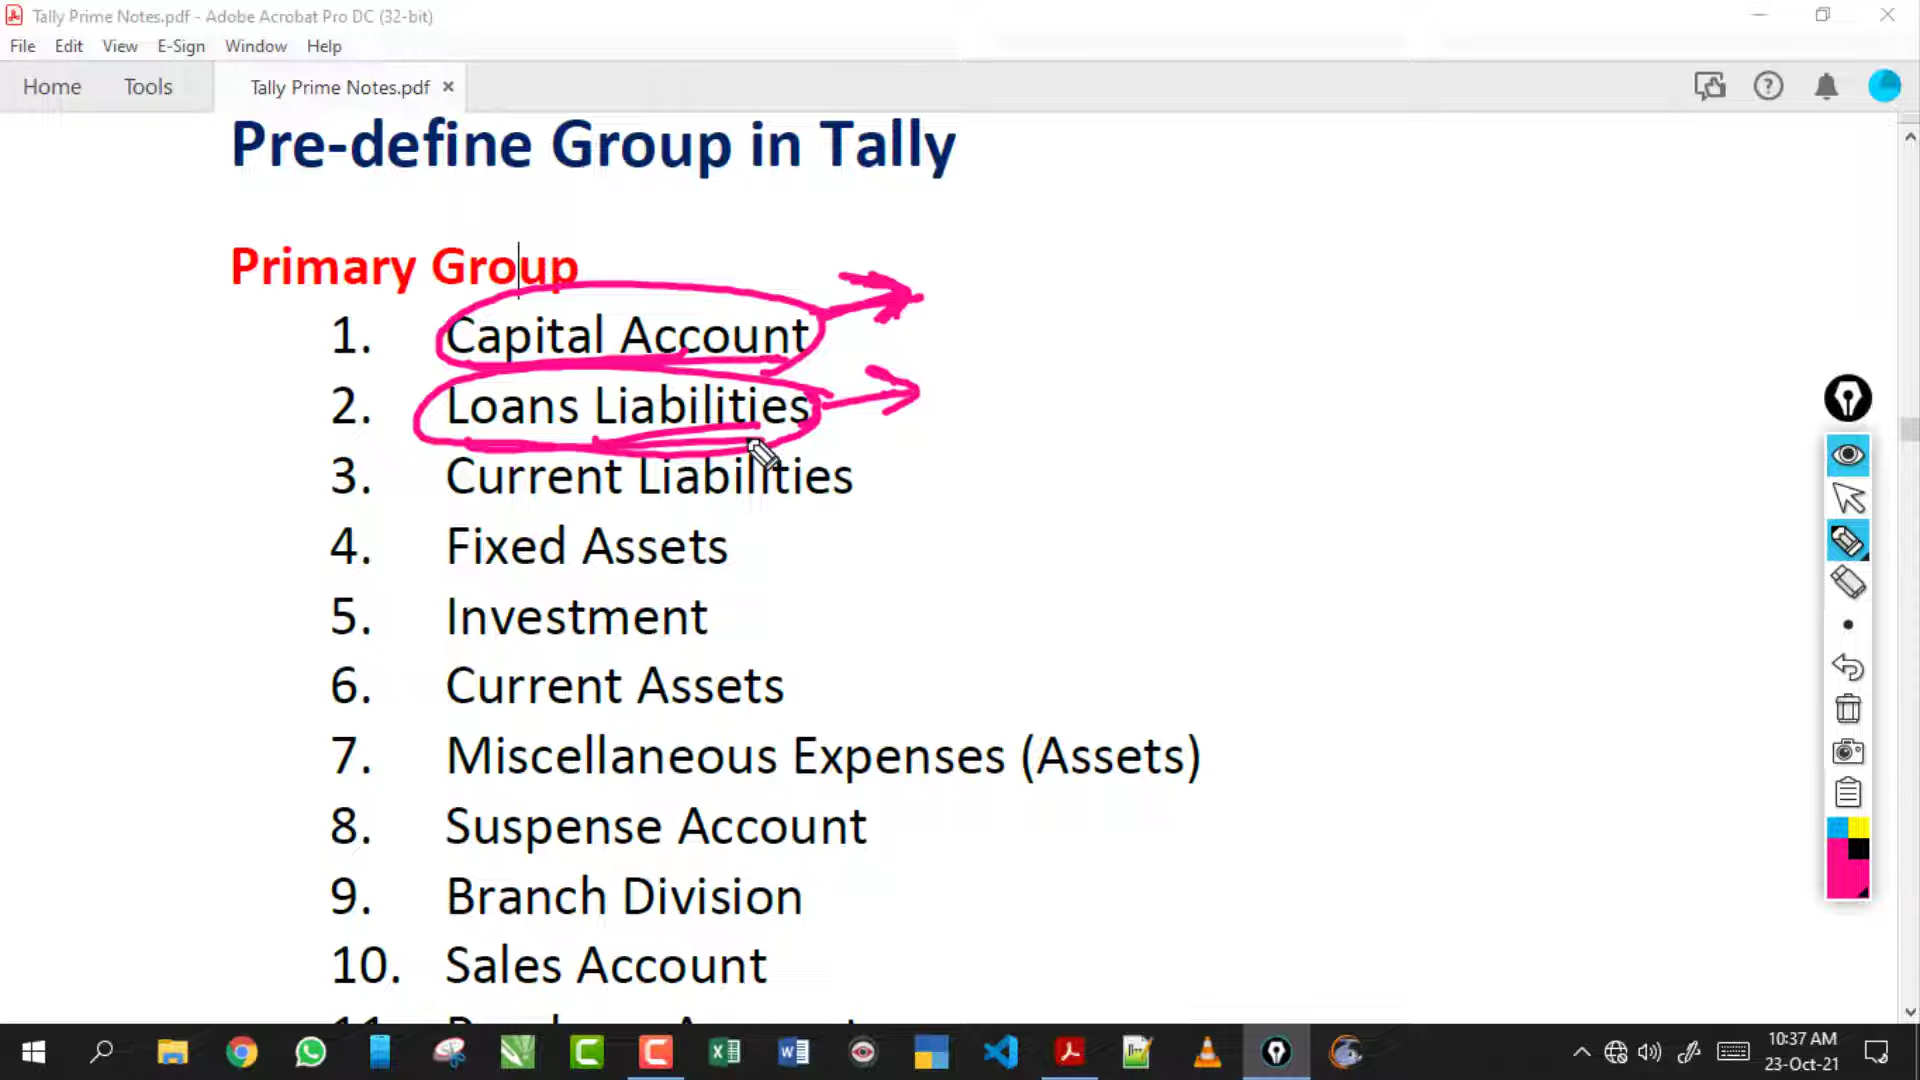 Tally Prime Notes.pdf - Adobe Acrobat Pro DC (32-bit)
File Edit View E-Sign Window Help
Home Tools Tally Prime Notes.pdf ×
Pre-define Group in Tally
Primary Group
1. Capital Account
2. Loans Liabilities
3. Current Liabilities
4. Fixed Assets
5. Investment
6. Current Assets
7. Miscellaneous Expenses (Assets)
8. Suspense Account
9. Branch Division
10. Sales Account
10:37 AM
23-Oct-21